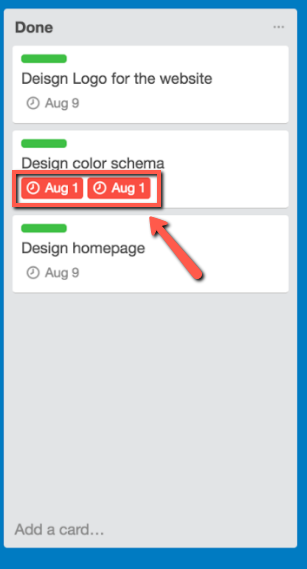 Done
Deisgn Logo for the website
Aug 9
Design color schema
Aug 1 Aug 1
Design homepage
Aug 9
Add a card...